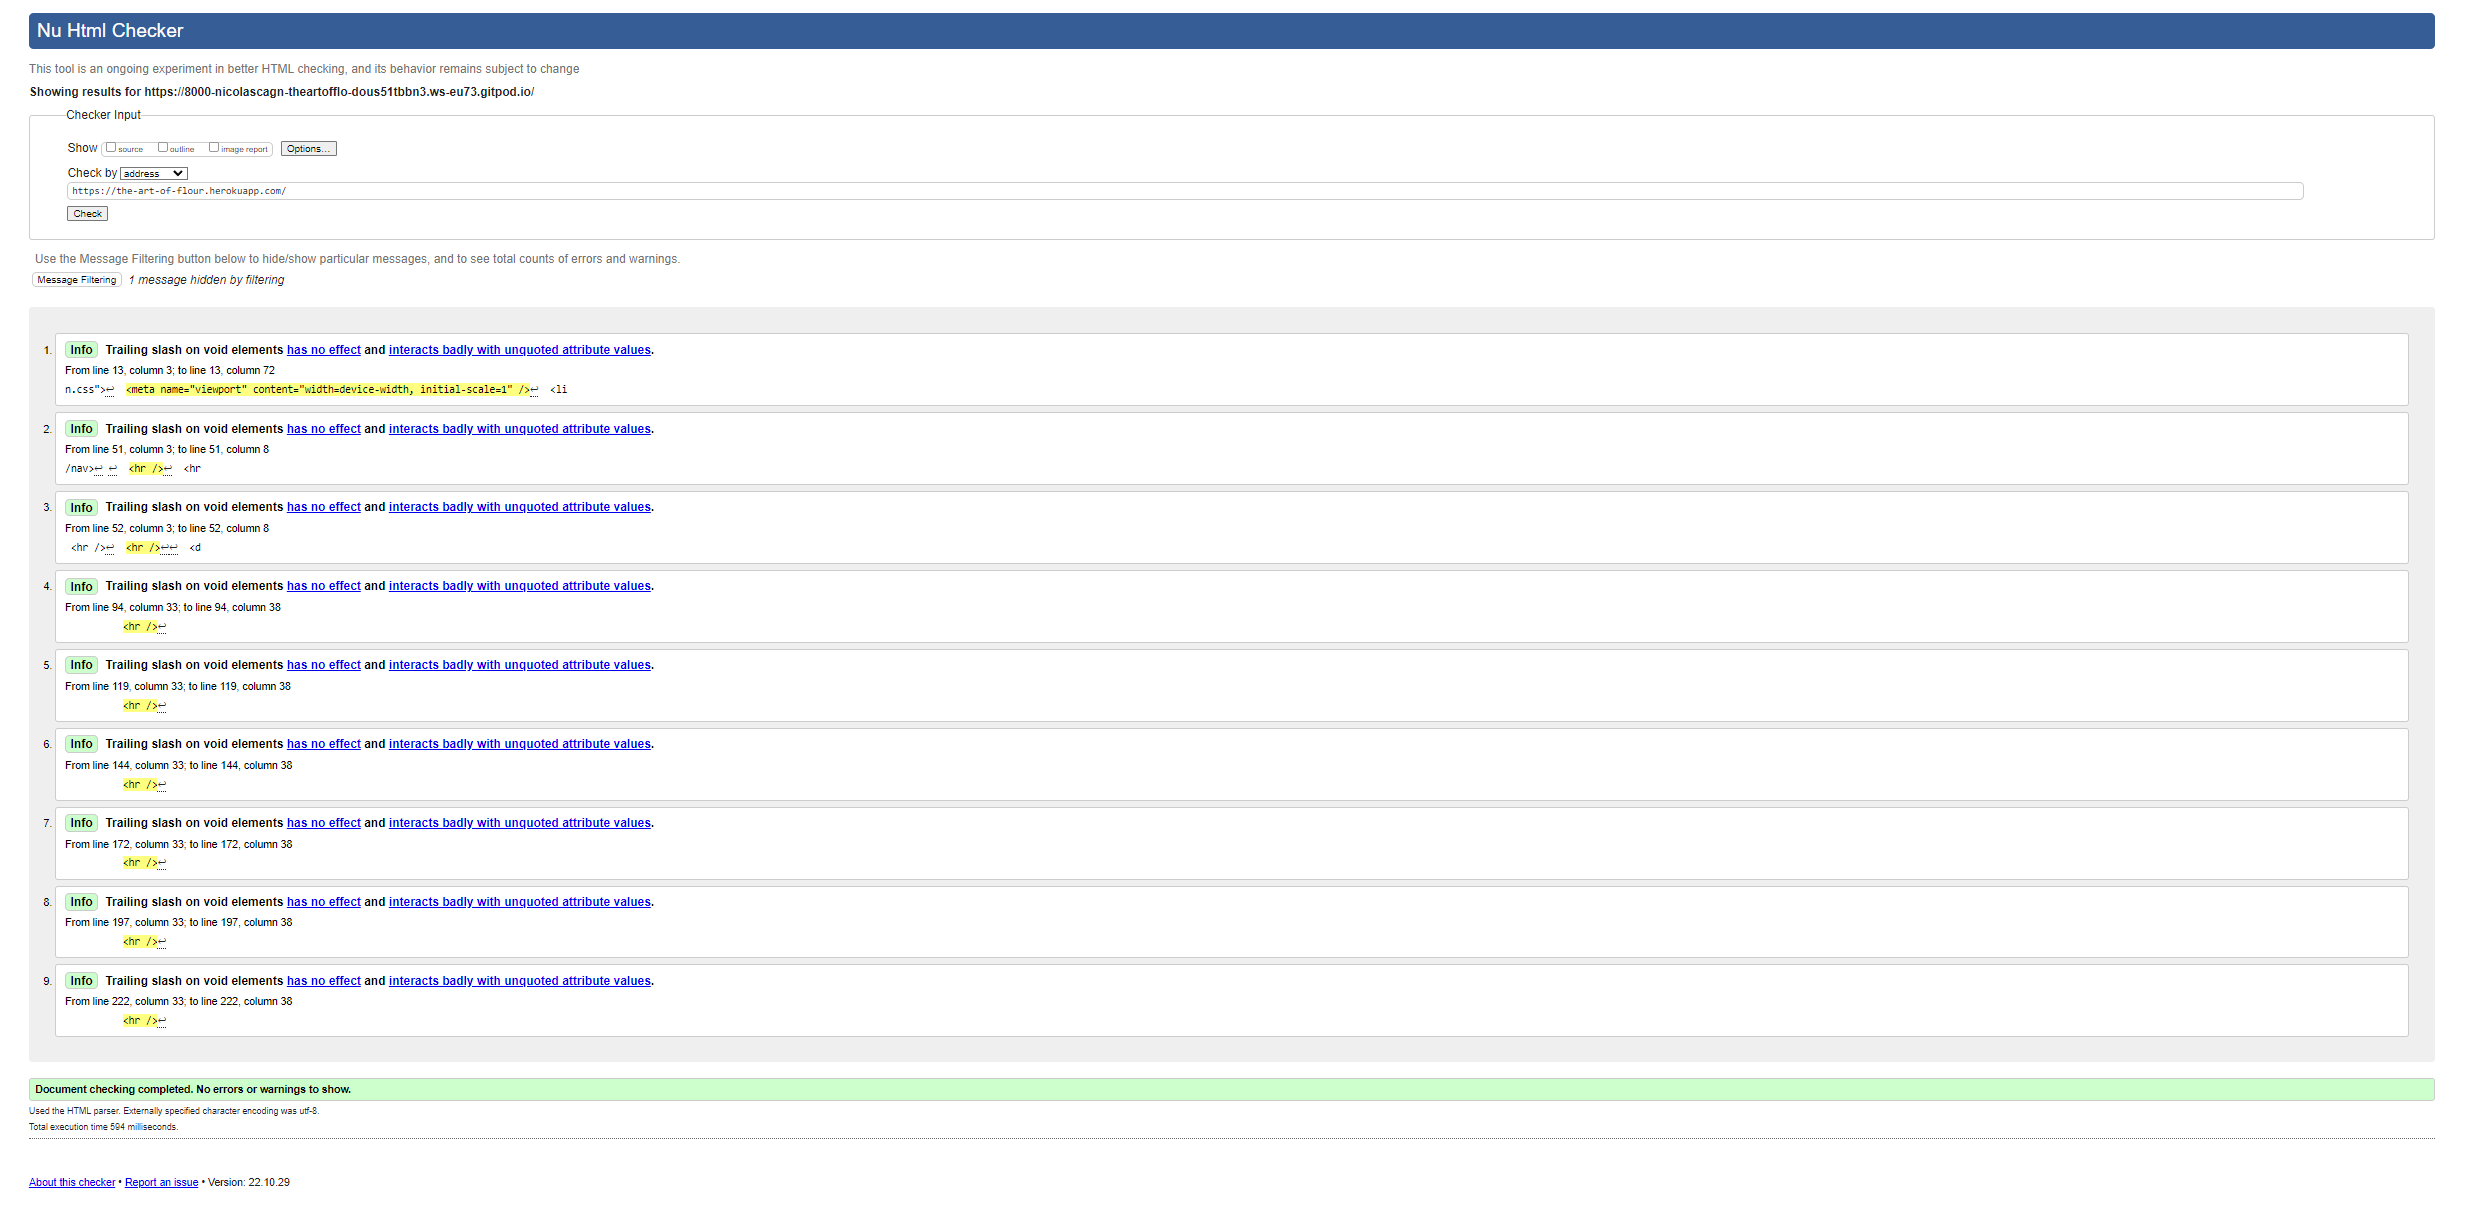 Nu Html Checker
This tool is an ongoing experiment in better HTML checking, and its behavior remains subject to change
Showing results for https://8000-nicolascagn-theartofflo-dous51tbbn3.ws-eu73.gitpod.io/
Checker Input
Show source outline image report Options...
Check by address
https://the-art-of-flour.herokuapp.com/
Check
Use the Message Filtering button below to hide/show particular messages, and to see total counts of errors and warnings.
Message Filtering 1 message hidden by filtering
1. Info Trailing slash on void elements has no effect and interacts badly with unquoted attribute values.
From line 13, column 3; to line 13, column 72
n.css">↩ <meta name="viewport" content="width=device-width, initial-scale=1" />↩ <li
2. Info Trailing slash on void elements has no effect and interacts badly with unquoted attribute values.
From line 51, column 3; to line 51, column 8
/nav>↩ ↩ <hr />↩ <hr
3. Info Trailing slash on void elements has no effect and interacts badly with unquoted attribute values.
From line 52, column 3; to line 52, column 8
<hr />↩ <hr />↩↩ <d
4. Info Trailing slash on void elements has no effect and interacts badly with unquoted attribute values.
From line 94, column 33; to line 94, column 38
<hr />↩
5. Info Trailing slash on void elements has no effect and interacts badly with unquoted attribute values.
From line 119, column 33; to line 119, column 38
<hr />↩
6. Info Trailing slash on void elements has no effect and interacts badly with unquoted attribute values.
From line 144, column 33; to line 144, column 38
<hr />↩
7. Info Trailing slash on void elements has no effect and interacts badly with unquoted attribute values.
From line 172, column 33; to line 172, column 38
<hr />↩
8. Info Trailing slash on void elements has no effect and interacts badly with unquoted attribute values.
From line 197, column 33; to line 197, column 38
<hr />↩
9. Info Trailing slash on void elements has no effect and interacts badly with unquoted attribute values.
From line 222, column 33; to line 222, column 38
<hr />↩
Document checking completed. No errors or warnings to show.
Used the HTML parser. Externally specified character encoding was utf-8.
Total execution time 594 milliseconds.
About this checker • Report an issue • Version: 22.10.29